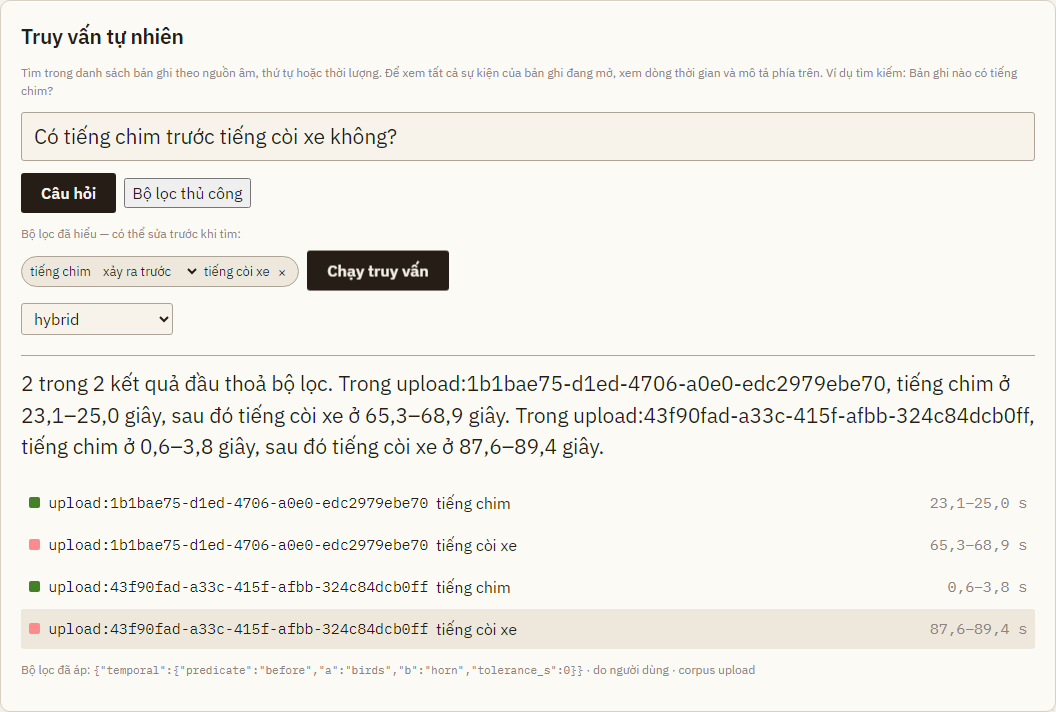 Truy vấn tự nhiên
Tìm trong danh sách bản ghi theo nguồn âm, thứ tự hoặc thời lượng. Để xem tất cả sự kiện của bản ghi đang mở, xem dòng thời gian và mô tả phía trên. Ví dụ tìm kiếm: Bản ghi nào có tiếng
chim?
Có tiếng chim trước tiếng còi xe không?
Câu hỏi Bộ lọc thủ công
Bộ lọc đã hiểu — có thể sửa trước khi tìm:
tiếng chim xảy ra trước tiếng còi xe × Chạy truy vấn
hybrid
2 trong 2 kết quả đầu thoả bộ lọc. Trong upload:1b1bae75-d1ed-4706-a0e0-edc2979ebe70, tiếng chim ở
23,1–25,0 giây, sau đó tiếng còi xe ở 65,3–68,9 giây. Trong upload:43f90fad-a33c-415f-afbb-324c84dcb0ff,
tiếng chim ở 0,6–3,8 giây, sau đó tiếng còi xe ở 87,6–89,4 giây.
upload:1b1bae75-d1ed-4706-a0e0-edc2979ebe70 tiếng chim 23,1–25,0 s
upload:1b1bae75-d1ed-4706-a0e0-edc2979ebe70 tiếng còi xe 65,3–68,9 s
upload:43f90fad-a33c-415f-afbb-324c84dcb0ff tiếng chim 0,6–3,8 s
upload:43f90fad-a33c-415f-afbb-324c84dcb0ff tiếng còi xe 87,6–89,4 s
Bộ lọc đã áp: {"temporal":{"predicate":"before","a":"birds","b":"horn","tolerance_s":0}} · do người dùng · corpus upload